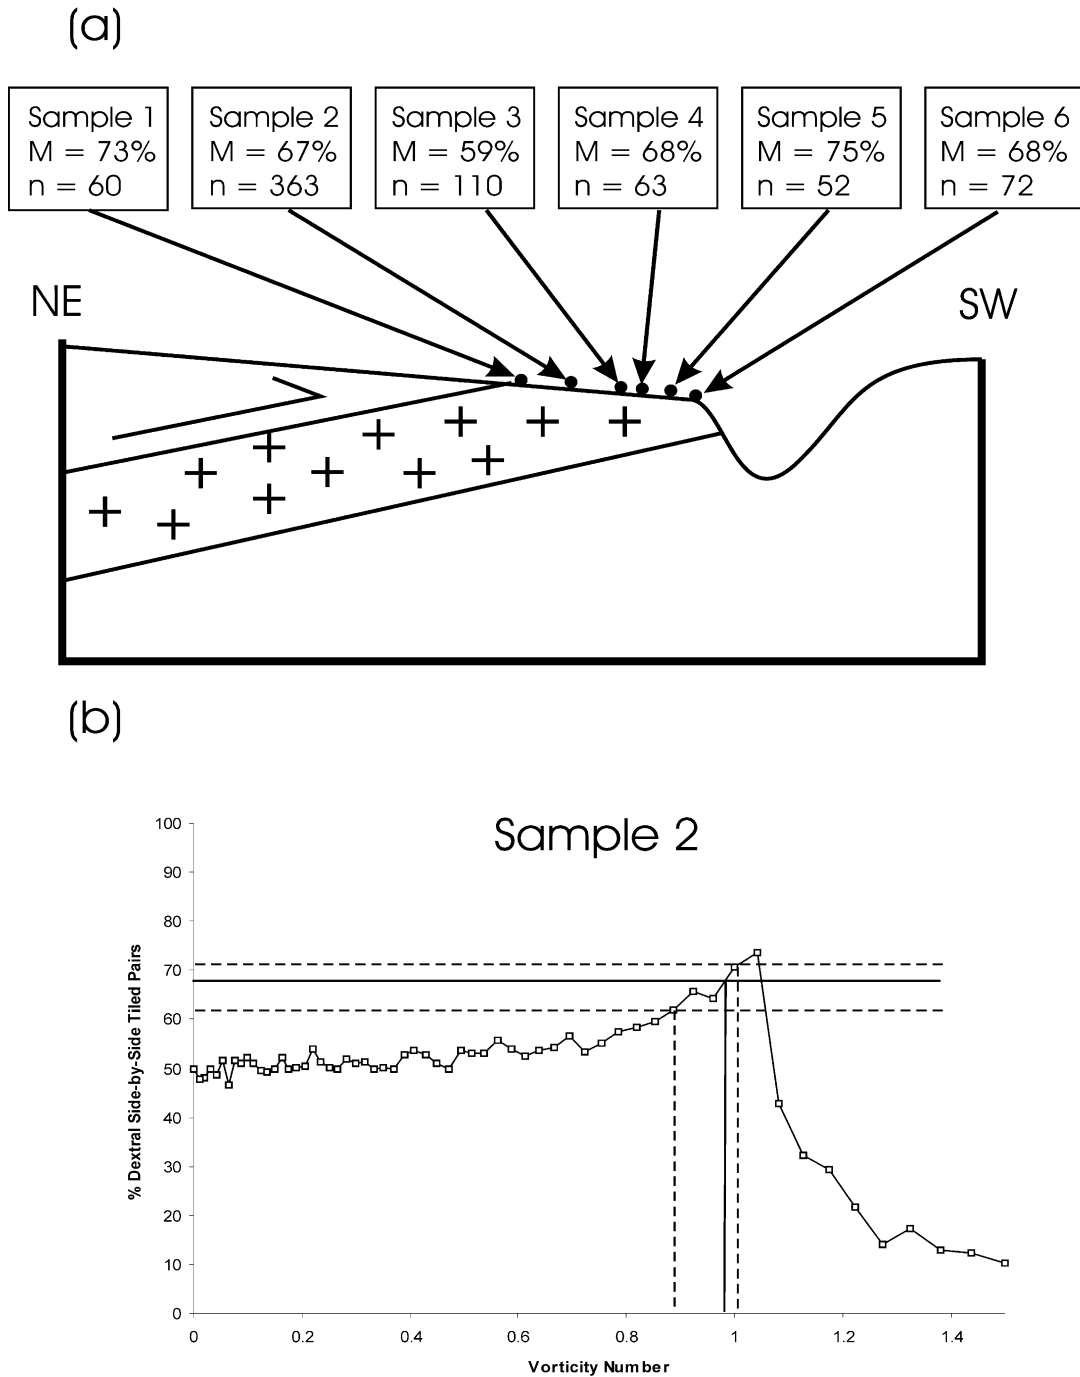 (a)
Sample 1
M = 73%
n = 60
Sample 2
M = 67%
n = 363
Sample 3
M = 59%
n = 110
Sample 4
M = 68%
n = 63
Sample 5
M = 75%
n = 52
Sample 6
M = 68%
n = 72
NE
SW
(b)
Sample 2
% Dextral Side-by-Side Tiled Pairs
100
90
80
70
60
50
40
30
20
10
0
0 0.2 0.4 0.6 0.8 1 1.2 1.4
Vorticity Number